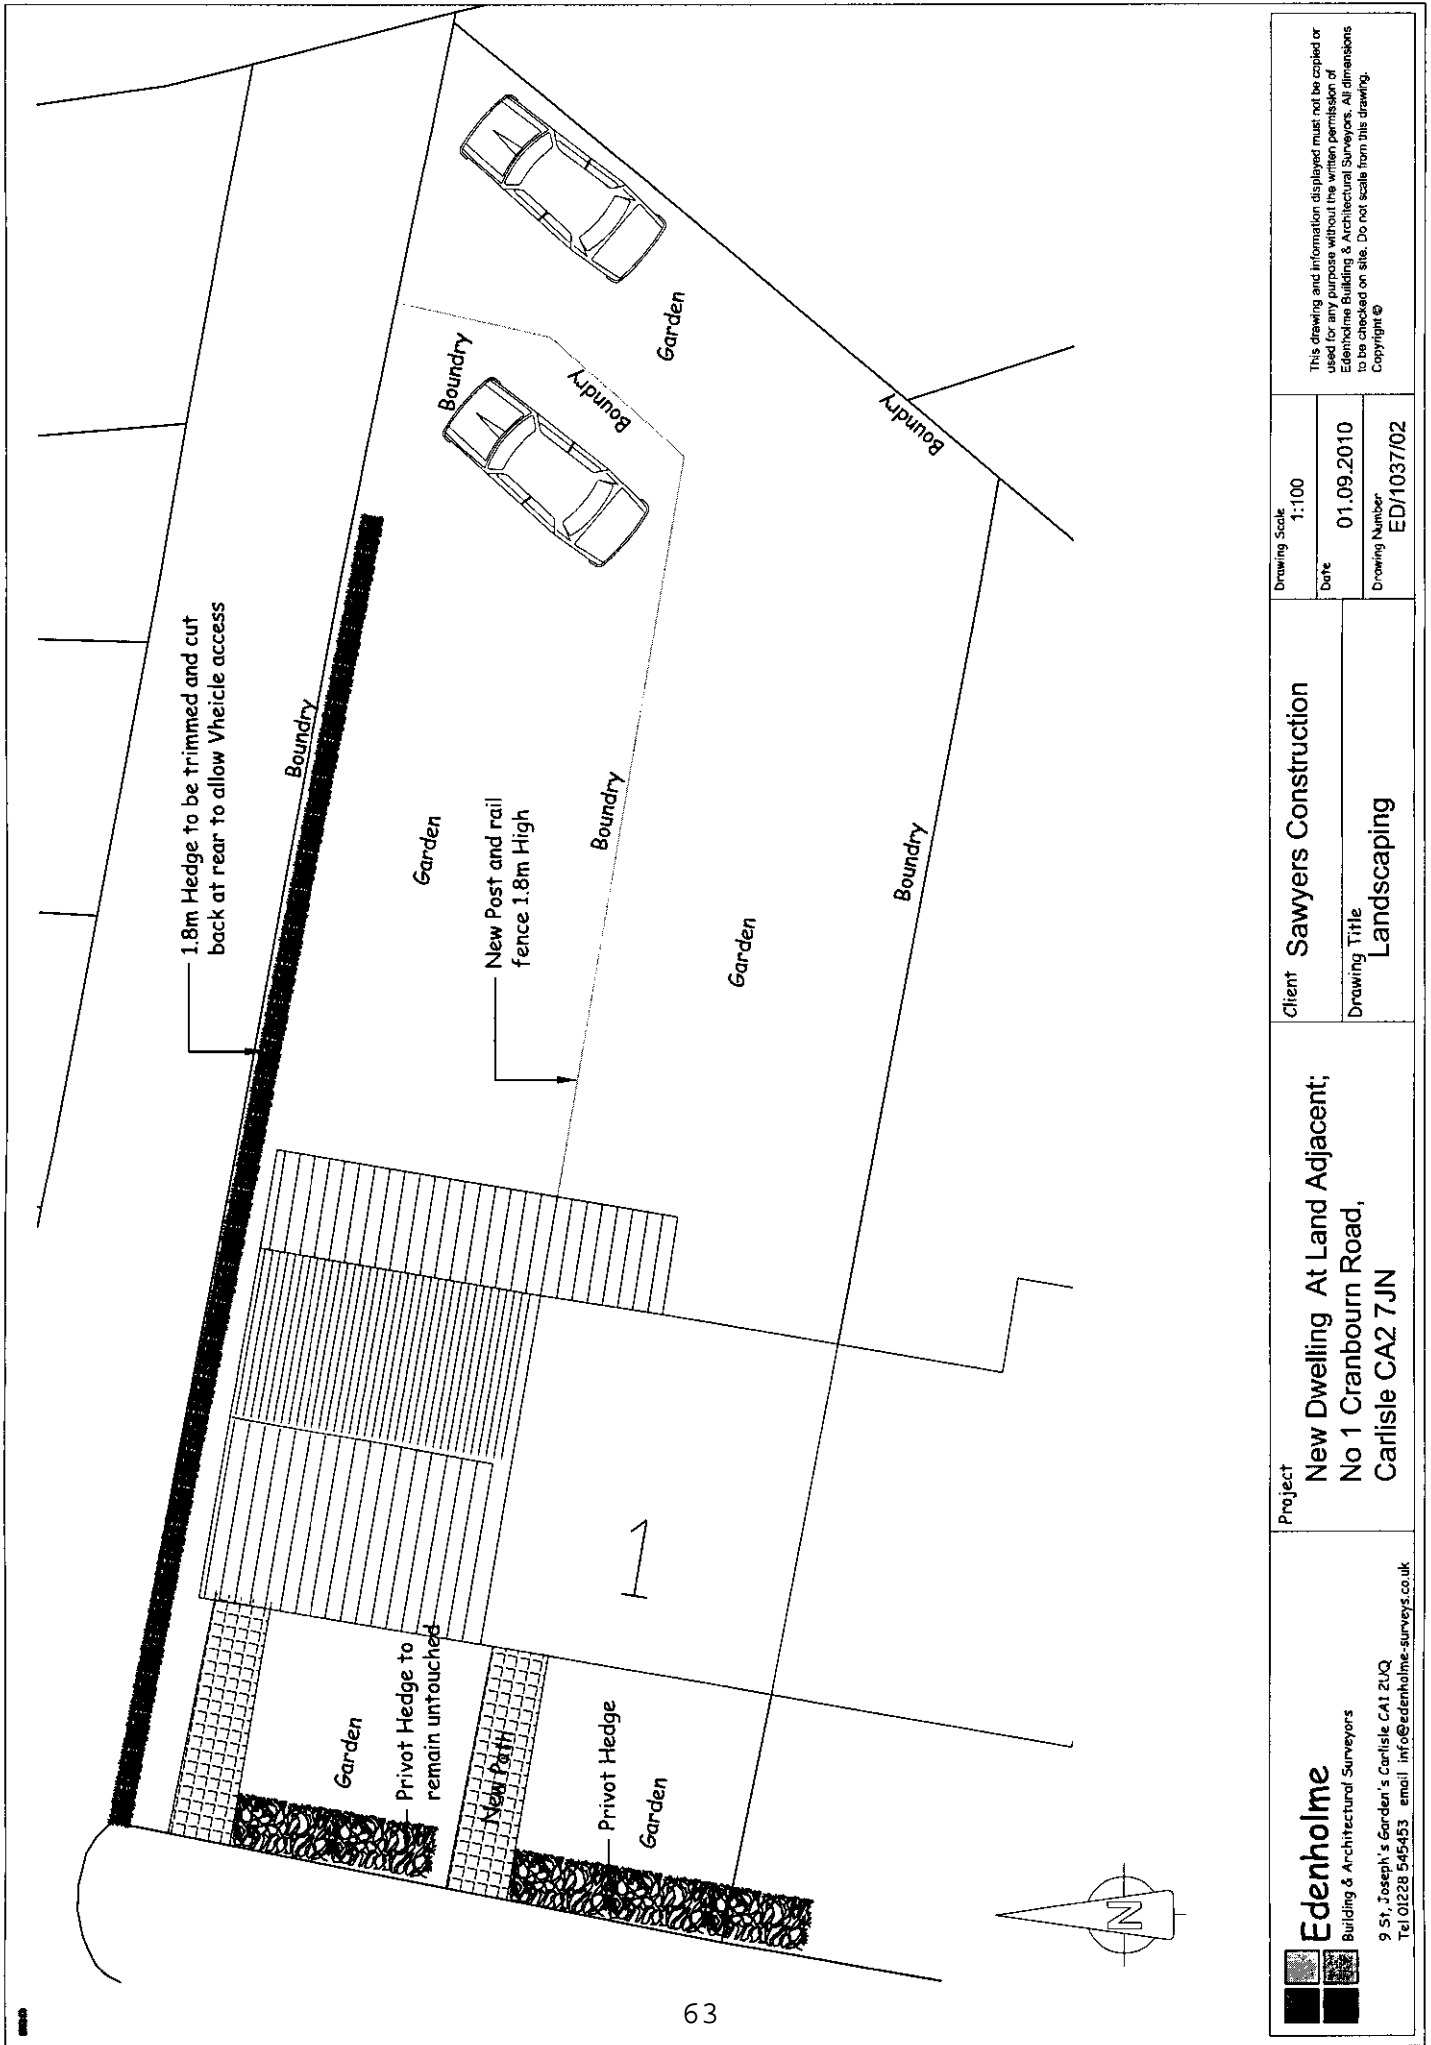 1.8m Hedge to be trimmed and cut
back at rear to allow Vheicle access
Boundry
Boundry
Boundry
Garden
Garden
New Post and rail
fence 1.8m High
Boundry
Boundry
Boundry
Garden
1
Garden
Privot Hedge to
remain untouched
New Path
Privot Hedge
Garden
N
63
Edenholme
Building & Architectural Surveyors
9 St, Joseph's Garden's Carlisle CA1 2UQ
Tel 01228 545453 email info@edenholme-surveys.co.uk
Project
New Dwelling At Land Adjacent;
No 1 Cranbourn Road,
Carlisle CA2 7JN
Client Sawyers Construction
Drawing Title
Landscaping
Drawing Scale
1:100
Date
01.09.2010
Drawing Number
ED/1037/02
This drawing and information displayed must not be copied or
used for any purpose without the written permission of
Edenholme Building & Architectural Surveyors. All dimensions
to be checked on site. Do not scale from this drawing.
Copyright ©